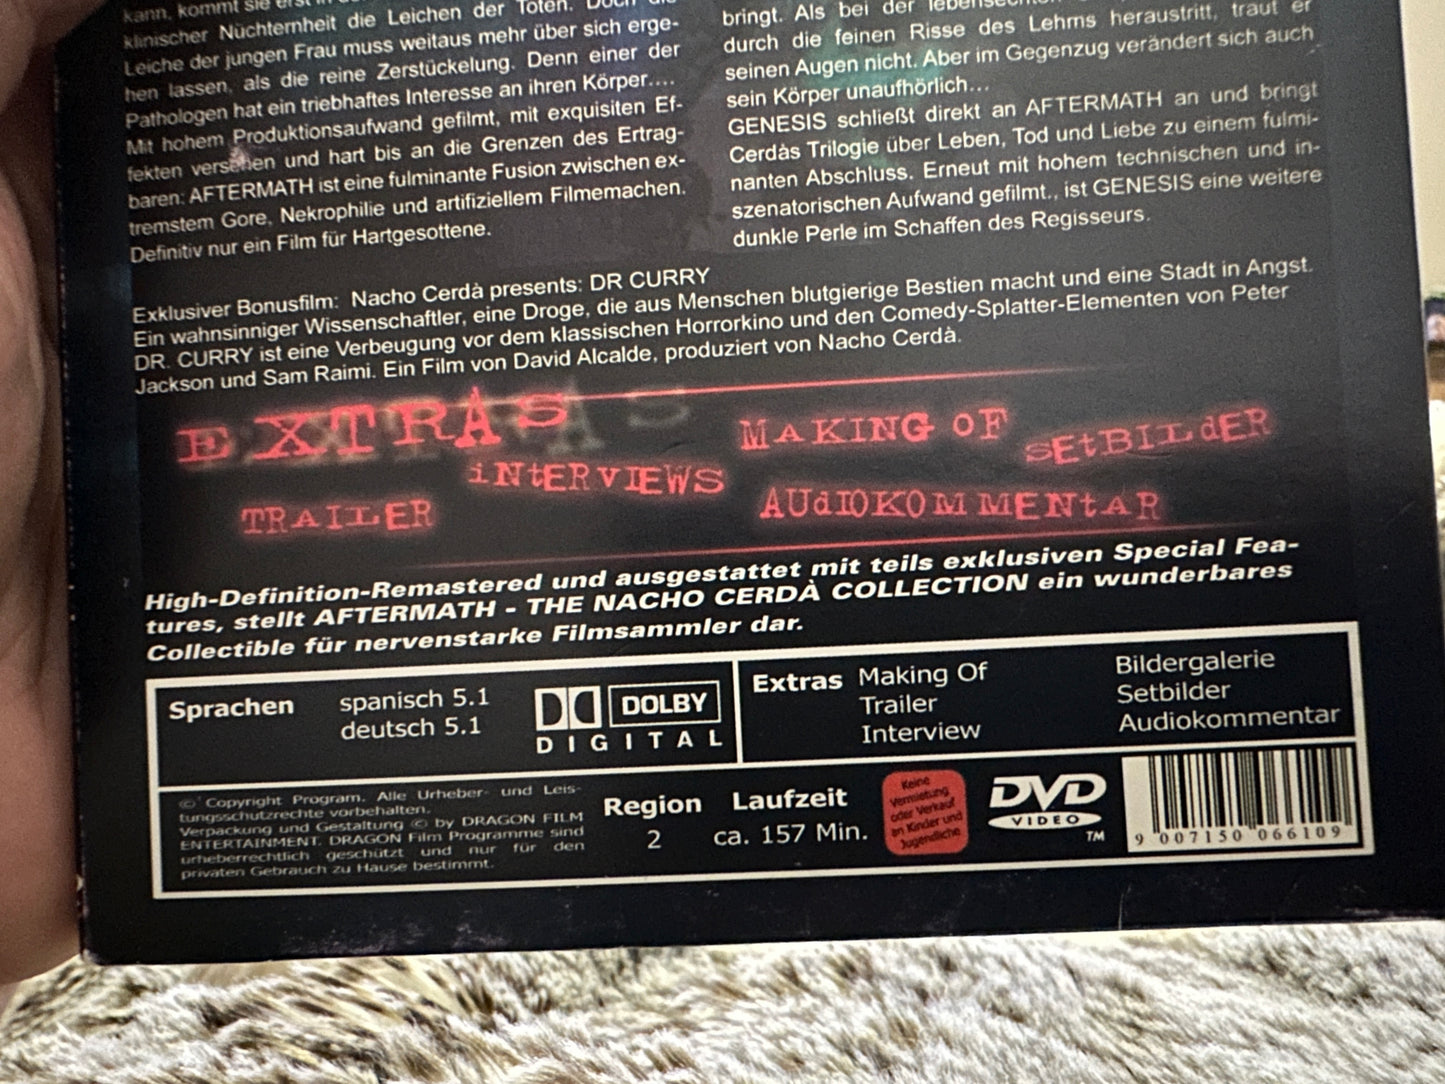 kann, kommt sie erst in
klinischer Nüchternheit die Leichen der Toten. Doch die
Leiche der jungen Frau muss weitaus mehr über sich erge-
hen lassen, als die reine Zerstückelung. Denn einer der
Pathologen hat ein triebhaftes Interesse an ihren Körper....
Mit hohem Produktionsaufwand gefilmt, mit exquisiten Ef-
fekten versehen und hart bis an die Grenzen des Ertrag-
baren: AFTERMATH ist eine fulminante Fusion zwischen ex-
tremstem Gore, Nekrophilie und artifiziellem Filmemachen.
Definitiv nur ein Film für Hartgesottene.
bringt. Als bei der
durch die feinen Risse des Lehms heraustritt, traut er
seinen Augen nicht. Aber im Gegenzug verändert sich auch
sein Körper unaufhörlich...
GENESIS schließt direkt an AFTERMATH an und bringt
Cerdàs Trilogie über Leben, Tod und Liebe zu einem fulmi-
nanten Abschluss. Erneut mit hohem technischen und in-
szenatorischen Aufwand gefilmt., ist GENESIS eine weitere
dunkle Perle im Schaffen des Regisseurs.
Exklusiver Bonusfilm: Nacho Cerdà presents: DR CURRY
Ein wahnsinniger Wissenschaftler, eine Droge, die aus Menschen blutgierige Bestien macht und eine Stadt in Angst.
DR. CURRY ist eine Verbeugung vor dem klassischen Horrorkino und den Comedy-Splatter-Elementen von Peter
Jackson und Sam Raimi. Ein Film von David Alcalde, produziert von Nacho Cerdà.
EXTRAS
MAKING OF
SEtBILdER
iNtERVIEWS
TRAILER
AUdIOKOMMENtAR
High-Definition-Remastered und ausgestattet mit teils exklusiven Special Fea-
tures, stellt AFTERMATH - THE NACHO CERDÀ COLLECTION ein wunderbares
Collectible für nervenstarke Filmsammler dar.
Sprachen
spanisch 5.1
deutsch 5.1
DOLBY
DIGITAL
Extras
Making Of
Trailer
Interview
Bildergalerie
Setbilder
Audiokommentar
© Copyright Program. Alle Urheber- und Leis-
tungsschutzrechte vorbehalten.
Verpackung und Gestaltung © by DRAGON FILM
ENTERTAINMENT. DRAGON Film Programme sind
urheberrechtlich geschützt und nur für den
privaten Gebrauch zu Hause bestimmt.
Region
2
Laufzeit
ca. 157 Min.
Keine
Vermietung
oder Verkauf
an Kinder und
Jugendliche
DVD
VIDEO
TM
9 007150 066109